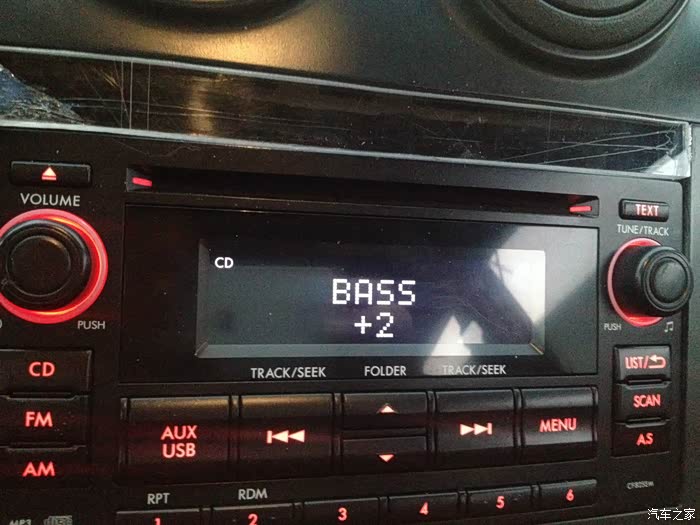 VOLUME
TEXT
TUNE/TRACK
CD
BASS
+2
PUSH
PUSH
TRACK/SEEK
FOLDER
TRACK/SEEK
LIST/
CD
SCAN
AUX
USB
MENU
FM
A.S
AM
RPT
RDM
1
2
3
4
5
6
MP3
汽车之家